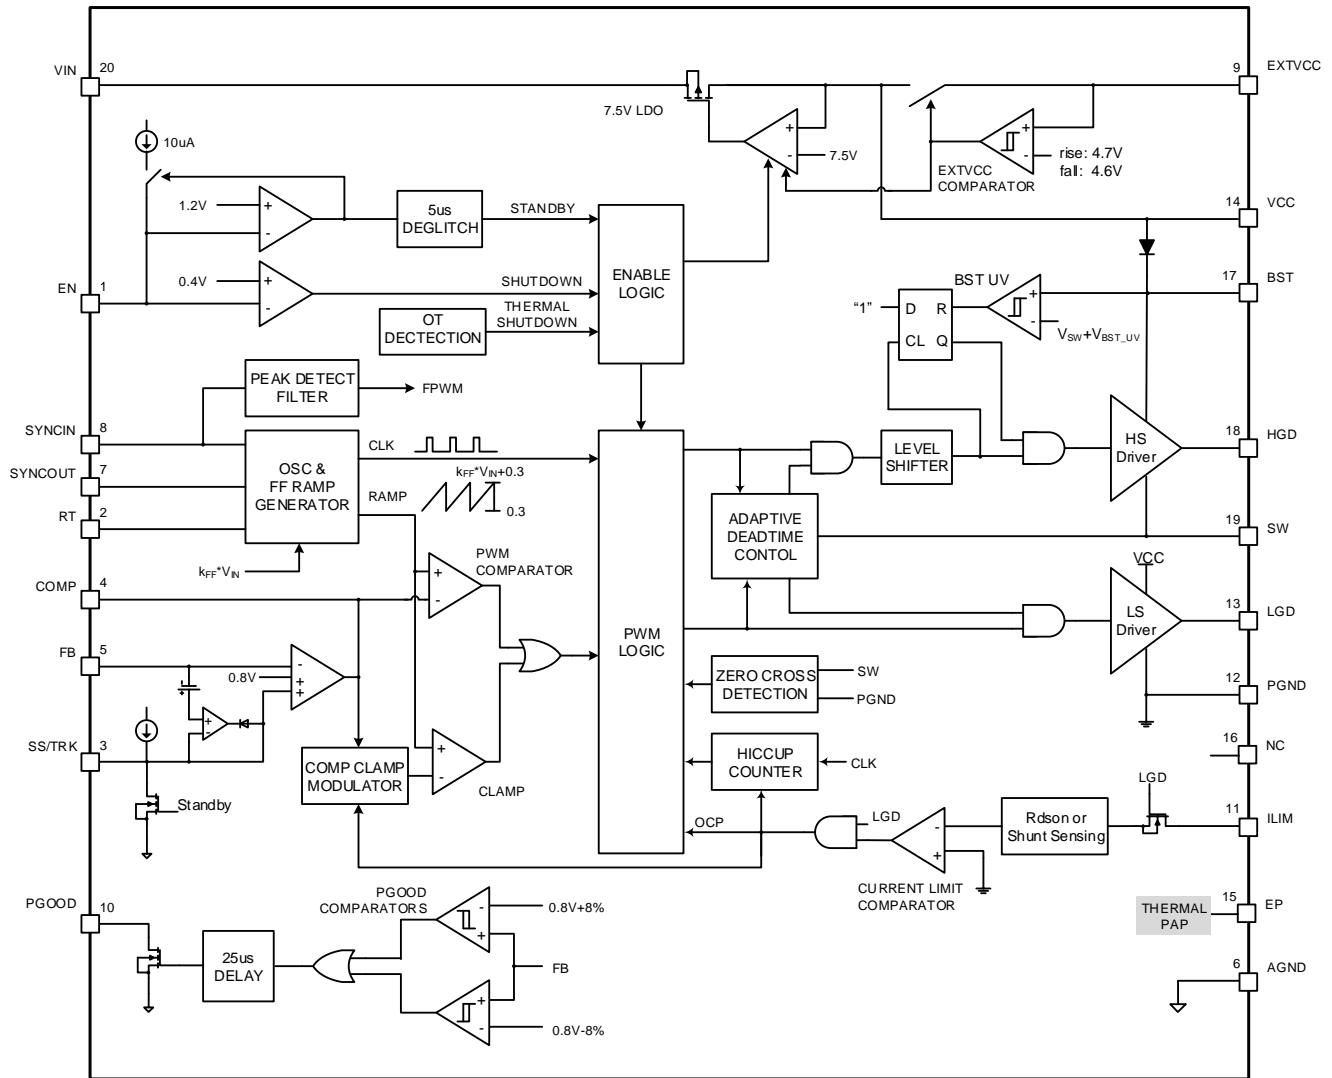 VIN
20
9
EXTVCC
7.5V LDO
10uA
+
-
7.5V
+
-
rise: 4.7V
fall: 4.6V
EXTVCC
COMPARATOR
1.2V
+
-
5us
DEGLITCH
STANDBY
14
VCC
EN
1
0.4V
+
-
SHUTDOWN
ENABLE
LOGIC
OT
DECTECTION
THERMAL
SHUTDOWN
BST UV
17
BST
"1"
D
R
CL
Q
+
-
VSW+VBST_UV
PEAK DETECT
FILTER
FPWM
SYNCIN
8
SYNCOUT
7
RT
2
OSC &
FF RAMP
GENERATOR
CLK
kFF*VIN+0.3
RAMP
0.3
kFF*VIN
LEVEL
SHIFTER
HS
Driver
18
HGD
ADAPTIVE
DEADTIME
CONTOL
19
SW
COMP
4
PWM
COMPARATOR
+
-
VCC
LS
Driver
13
LGD
PWM
LOGIC
FB
5
0.8V
-
+
+
+
-
ZERO CROSS
DETECTION
SW
PGND
12
PGND
SS/TRK
3
Standby
COMP CLAMP
MODULATOR
+
-
CLAMP
HICCUP
COUNTER
CLK
16
NC
OCP
LGD
-
+
CURRENT LIMIT
COMPARATOR
Rdson or
Shunt Sensing
LGD
11
ILIM
PGOOD
10
25us
DELAY
PGOOD
COMPARATORS
-
+
0.8V+8%
FB
+
-
0.8V-8%
THERMAL
PAP
15
EP
6
AGND